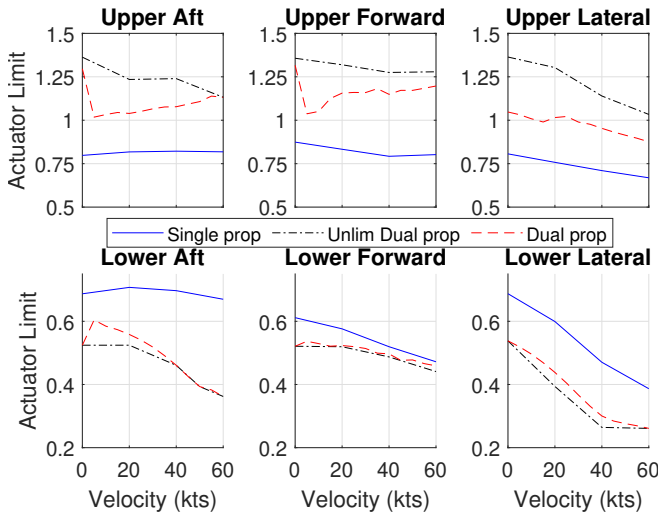 Upper Aft
Upper Forward
Upper Lateral
Actuator Limit
1.5
1.25
1
0.75
0.5
1.5
1.25
1
0.75
0.5
1.5
1.25
1
0.75
0.5
Single prop
Unlim Dual prop
Dual prop
Lower Aft
Lower Forward
Lower Lateral
Actuator Limit
0.6
0.4
0.2
0.6
0.4
0.2
0.6
0.4
0.2
0 20 40 60
0 20 40 60
0 20 40 60
Velocity (kts)
Velocity (kts)
Velocity (kts)